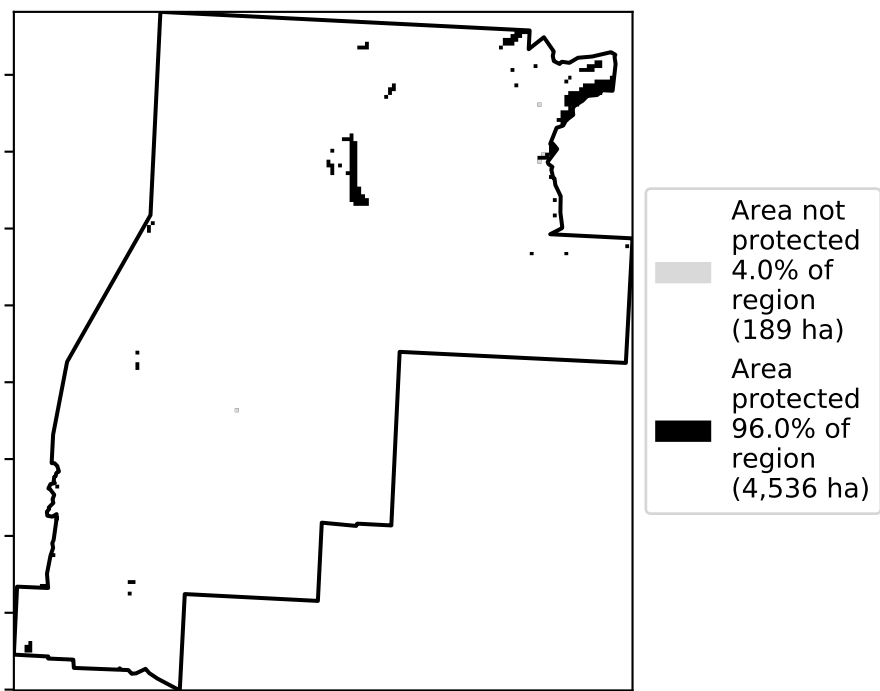 Area not
protected
4.0% of
region
(189 ha)
Area
protected
96.0% of
region
(4,536 ha)